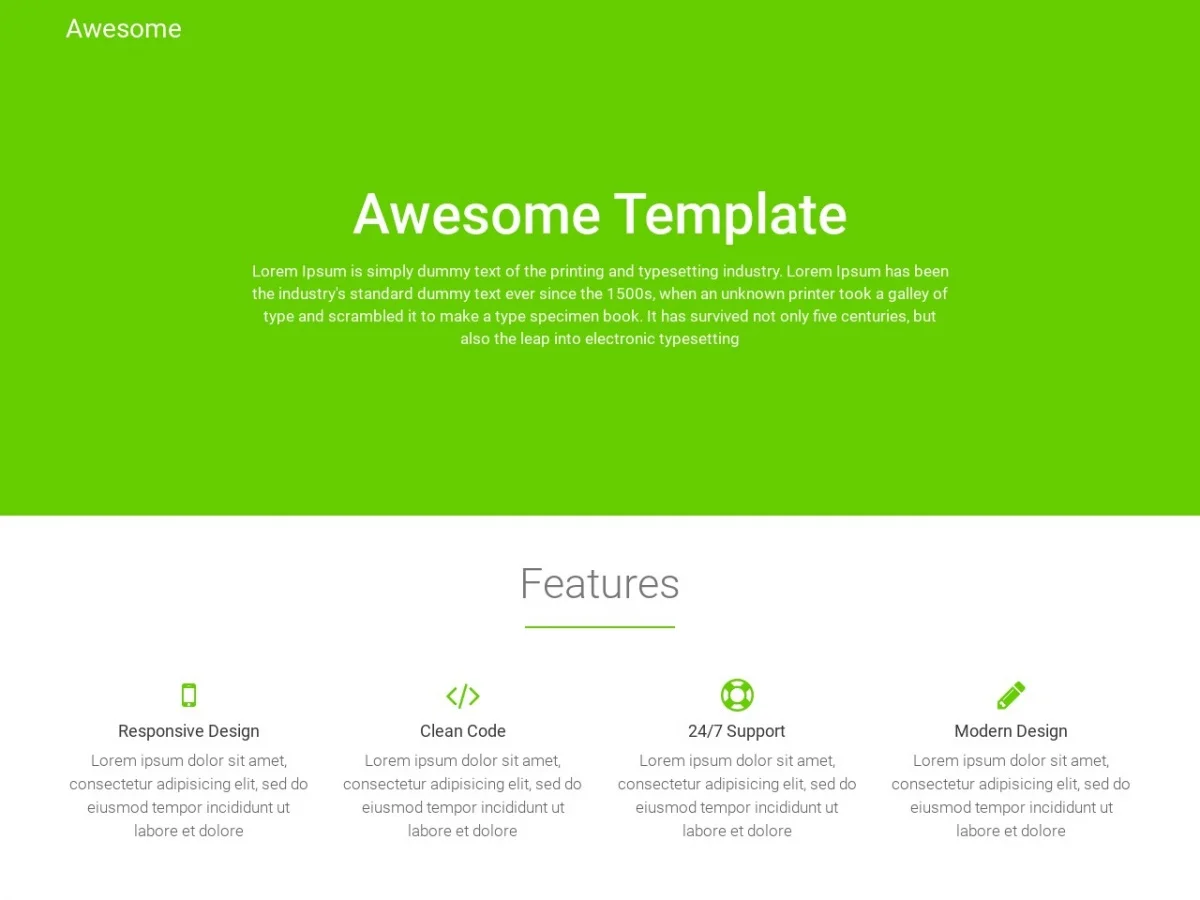 Awesome
Awesome Template
Lorem Ipsum is simply dummy text of the printing and typesetting industry. Lorem Ipsum has been
the industry's standard dummy text ever since the 1500s, when an unknown printer took a galley of
type and scrambled it to make a type specimen book. It has survived not only five centuries, but
also the leap into electronic typesetting
Features
Responsive Design
Lorem ipsum dolor sit amet,
consectetur adipisicing elit, sed do
eiusmod tempor incididunt ut
labore et dolore
Clean Code
Lorem ipsum dolor sit amet,
consectetur adipisicing elit, sed do
eiusmod tempor incididunt ut
labore et dolore
24/7 Support
Lorem ipsum dolor sit amet,
consectetur adipisicing elit, sed do
eiusmod tempor incididunt ut
labore et dolore
Modern Design
Lorem ipsum dolor sit amet,
consectetur adipisicing elit, sed do
eiusmod tempor incididunt ut
labore et dolore